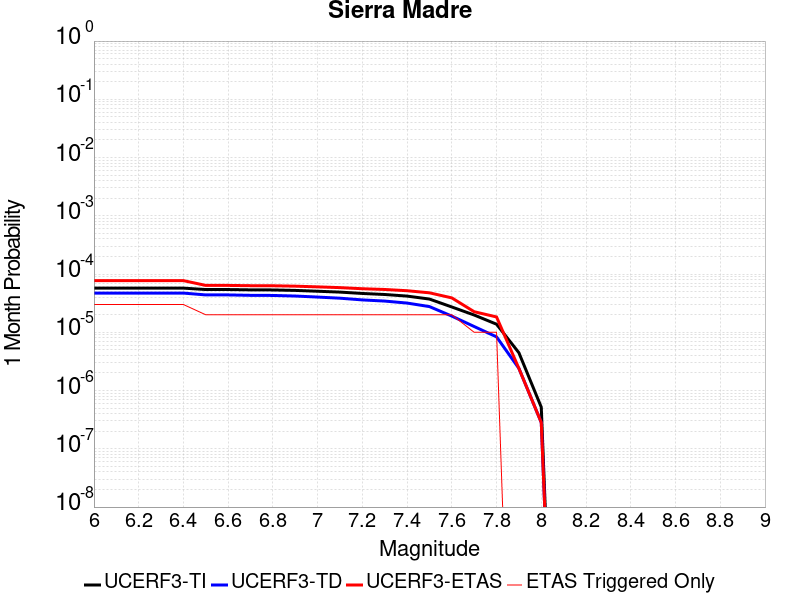 Sierra Madre
10 0
10 -1
10 -2
10 -3
10 -4
10 -5
10 -6
10 -7
10 -8
1 Month Probability
6 6.2 6.4 6.6 6.8 7 7.2 7.4 7.6 7.8 8 8.2 8.4 8.6 8.8 9
Magnitude
UCERF3-TI UCERF3-TD UCERF3-ETAS ETAS Triggered Only